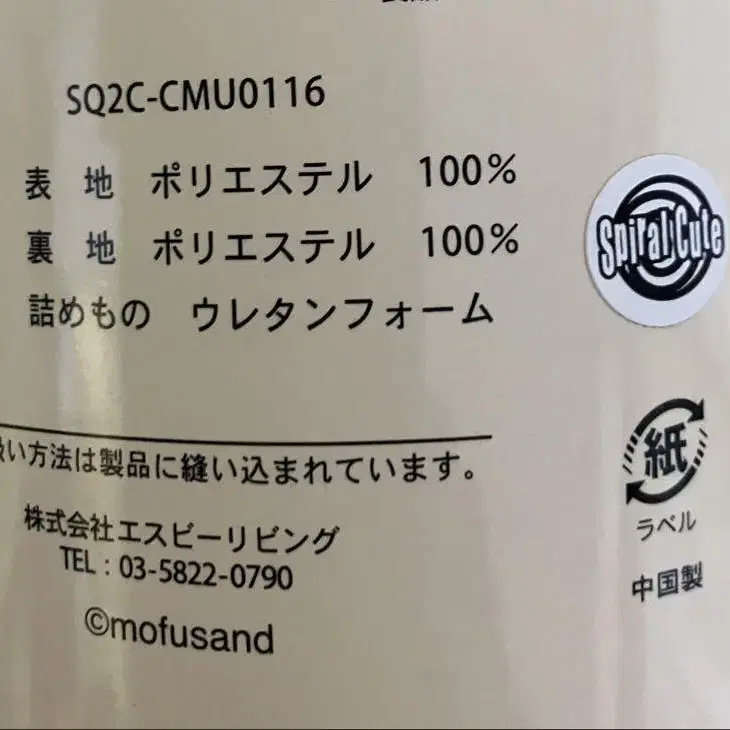 SQ2C-CMU0116
表 地 ポリエステル 100%
裏 地 ポリエステル 100%
詰めもの ウレタンフォーム
Spiral Cute
扱い方法は製品に縫い込まれています。
株式会社エスビーリビング
TEL : 03-5822-0790
©mofusand
紙
ラベル
中国製